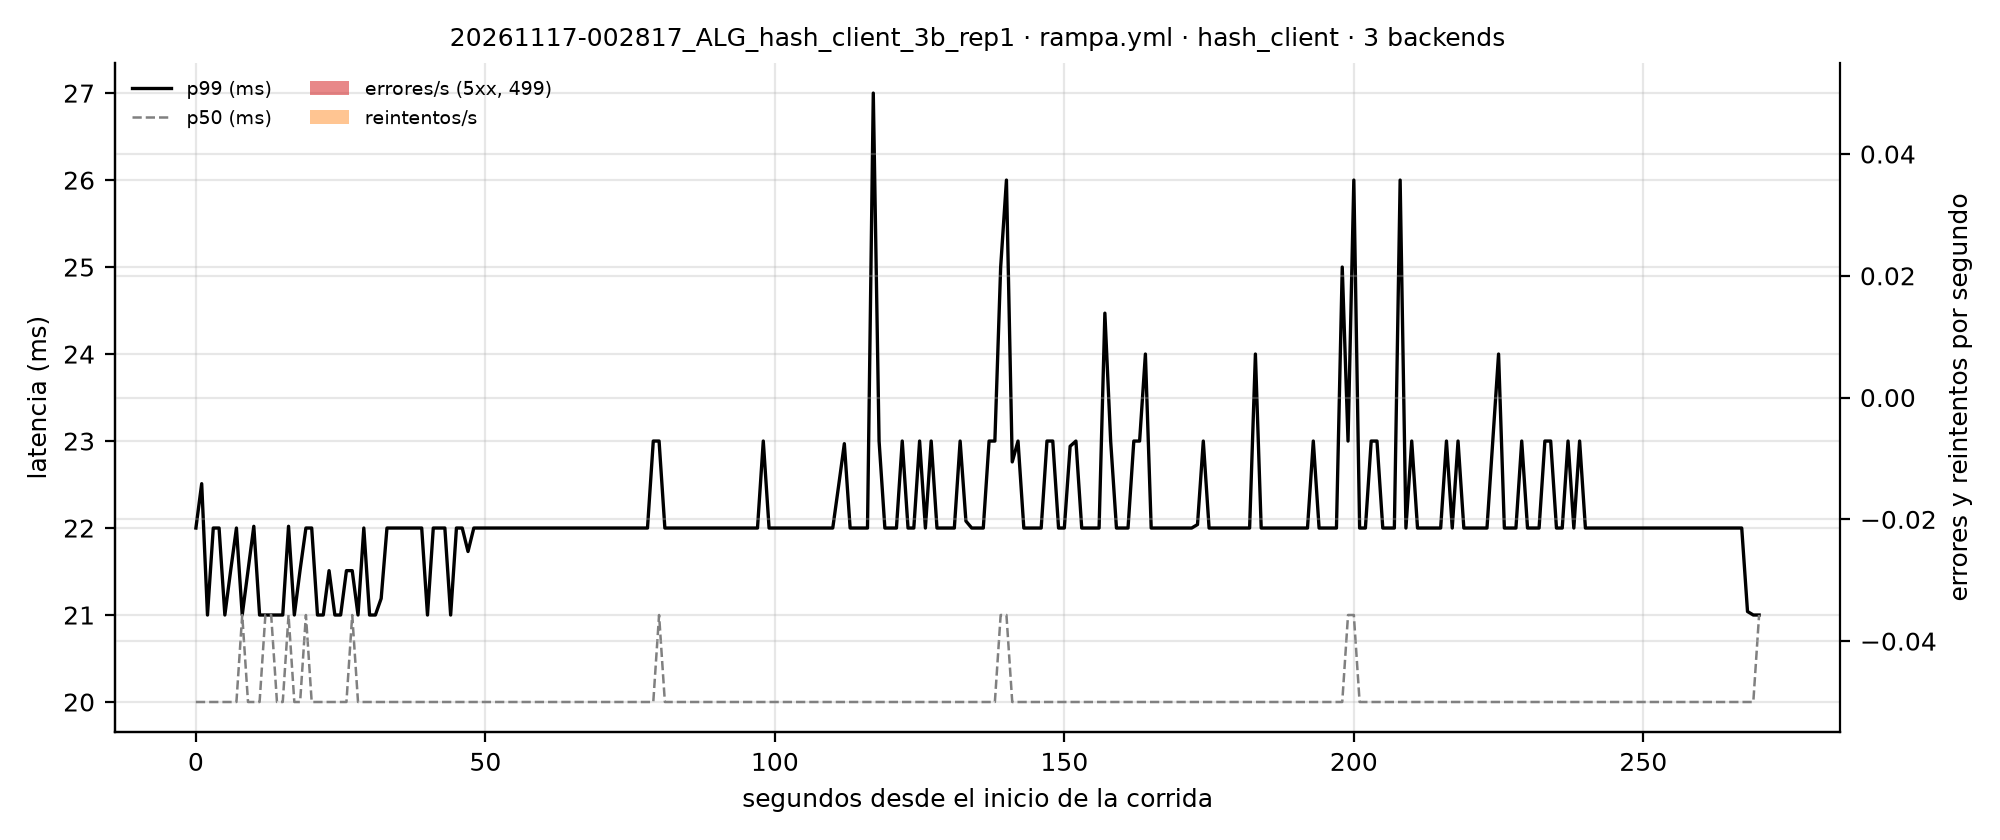 20261117-002817_ALG_hash_client_3b_rep1 · rampa.yml · hash_client · 3 backends
p99 (ms)
p50 (ms)
errores/s (5xx, 499)
reintentos/s
latencia (ms)
27
26
25
24
23
22
21
20
0.04
0.02
0.00
−0.02
−0.04
errores y reintentos por segundo
0 50 100 150 200 250
segundos desde el inicio de la corrida